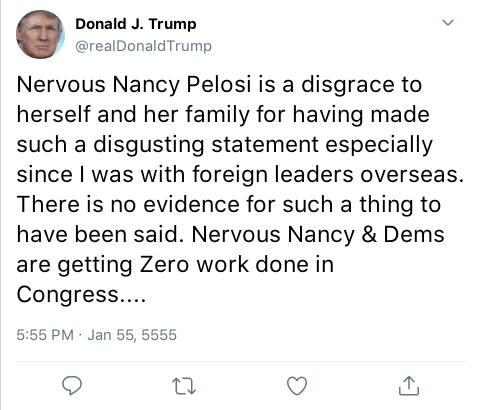 Donald J. Trump
@realDonaldTrump
Nervous Nancy Pelosi is a disgrace to
herself and her family for having made
such a disgusting statement especially
since I was with foreign leaders overseas.
There is no evidence for such a thing to
have been said. Nervous Nancy & Dems
are getting Zero work done in
Congress....
5:55 PM · Jan 55, 5555